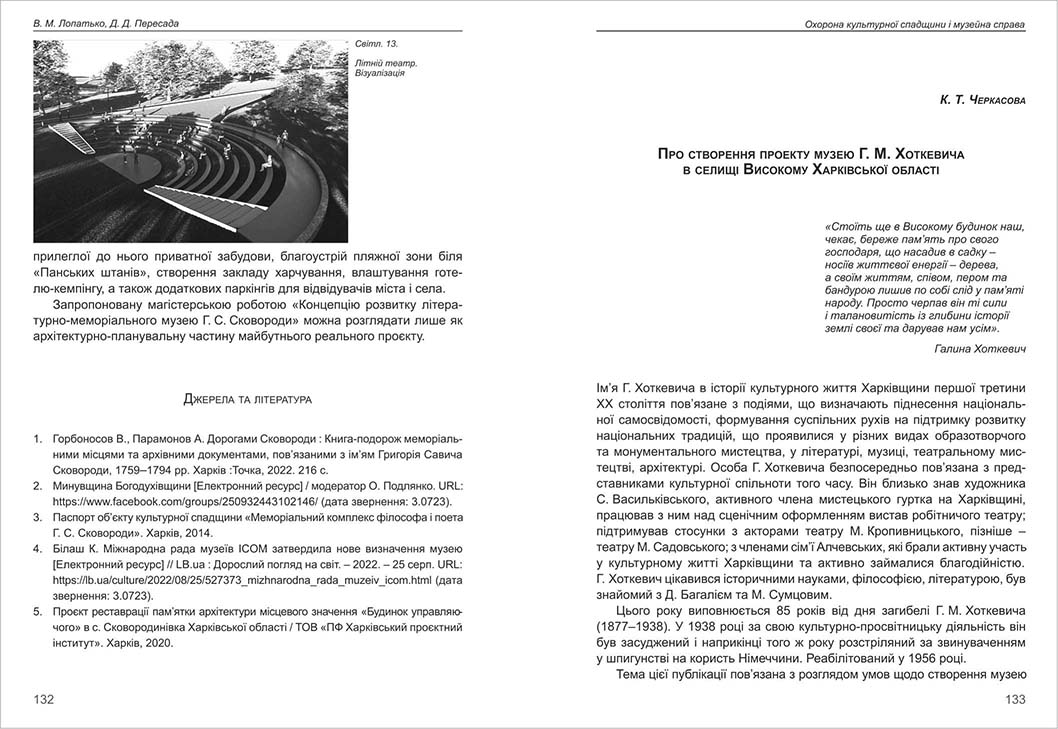 В. М. Лопатько, Д. Д. Пересада
Світл. 13.
Літній театр.
Візуалізація
прилеглої до нього приватної забудови, благоустрій пляжної зони біля
«Панських штанів», створення закладу харчування, влаштування готе-
лю-кемпінгу, а також додаткових паркінгів для відвідувачів міста і села.
Запропоновану магістерською роботою «Концепцію розвитку літера-
турно-меморіального музею Г. С. Сковороди» можна розглядати лише як
архітектурно-планувальну частину майбутнього реального проєкту.
Джерела та література
1. Горбоносов В., Парамонов А. Дорогами Сковороди : Книга-подорож меморіаль-
ними місцями та архівними документами, пов'язаними з ім'ям Григорія Савича
Сковороди, 1759–1794 рр. Харків :Точка, 2022. 216 с.
2. Минувщина Богодухівщини [Електронний ресурс] / модератор О. Подлянко. URL:
https://www.facebook.com/groups/250932443102146/ (дата звернення: 3.0723).
3. Паспорт об'єкту культурної спадщини «Меморіальний комплекс філософа і поета
Г. С. Сковороди». Харків, 2014.
4. Білаш К. Міжнародна рада музеїв ICOM затвердила нове визначення музею
[Електронний ресурс] // LB.ua : Дорослий погляд на світ. – 2022. – 25 серп. URL:
https://lb.ua/culture/2022/08/25/527373_mizhnarodna_rada_muzeiv_icom.html (дата
звернення: 3.0723).
5. Проєкт реставрації пам'ятки архітектури місцевого значення «Будинок управляю-
чого» в с. Сковородинівка Харківської області / ТОВ «ПФ Харківський проєктний
інститут». Харків, 2020.
132
Охорона культурної спадщини і музейна справа
К. Т. Черкасова
Про створення проекту музею Г. М. Хоткевича
в селищі Високому Харківської області
«Стоїть ще в Високому будинок наш,
чекає, береже пам'ять про свого
господаря, що насадив в садку –
носіїв життєвої енергії – дерева,
а своїм життям, співом, пером та
бандурою лишив по собі слід у пам'яті
народу. Просто черпав він ті сили
і талановитість із глибини історії
землі своєї та дарував нам усім».
Галина Хоткевич
Ім'я Г. Хоткевича в історії культурного життя Харківщини першої третини
ХХ століття пов'язане з подіями, що визначають піднесення національ-
ної самосвідомості, формування суспільних рухів на підтримку розвитку
національних традицій, що проявилися у різних видах образотворчого
та монументального мистецтва, у літературі, музиці, театральному мис-
тецтві, архітектурі. Особа Г. Хоткевича безпосередньо пов'язана з пред-
ставниками культурної спільноти того часу. Він близько знав художника
С. Васильківського, активного члена мистецького гуртка на Харківщині,
працював з ним над сценічним оформленням вистав робітничого театру;
підтримував стосунки з акторами театру М. Кропивницького, пізніше –
театру М. Садовського; з членами сім'ї Алчевських, які брали активну участь
у культурному житті Харківщини та активно займалися благодійністю.
Г. Хоткевич цікавився історичними науками, філософією, літературою, був
знайомий з Д. Багалієм та М. Сумцовим.
Цього року виповнюється 85 років від дня загибелі Г. М. Хоткевича
(1877–1938). У 1938 році за свою культурно-просвітницьку діяльність він
був засуджений і наприкінці того ж року розстріляний за звинуваченням
у шпигунстві на користь Німеччини. Реабілітований у 1956 році.
Тема цієї публікації пов'язана з розглядом умов щодо створення музею
133